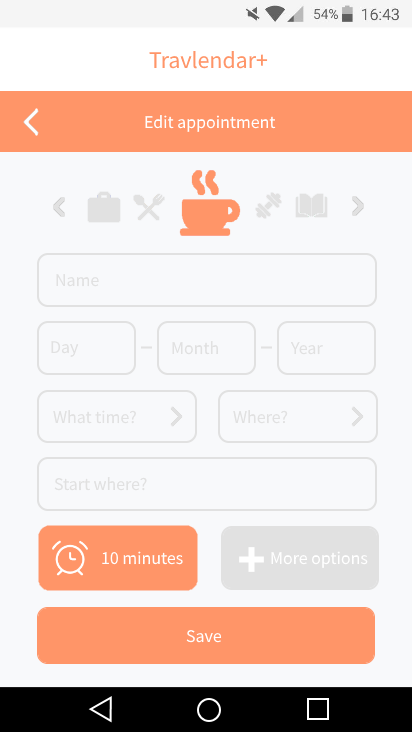 54% 16:43
Travlendar+
Edit appointment
Name
Day – Month – Year
What time? Where?
Start where?
10 minutes More options
Save